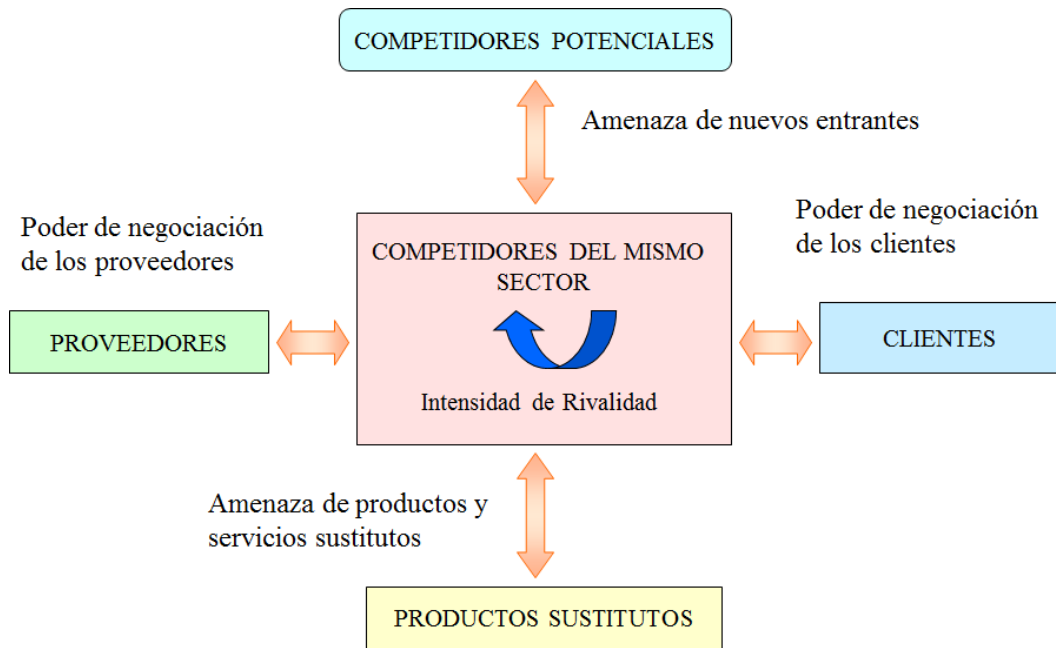 COMPETIDORES POTENCIALES
Amenaza de nuevos entrantes
Poder de negociación
de los proveedores
Poder de negociación
de los clientes
COMPETIDORES DEL MISMO
SECTOR
PROVEEDORES
CLIENTES
Intensidad de Rivalidad
Amenaza de productos y
servicios sustitutos
PRODUCTOS SUSTITUTOS